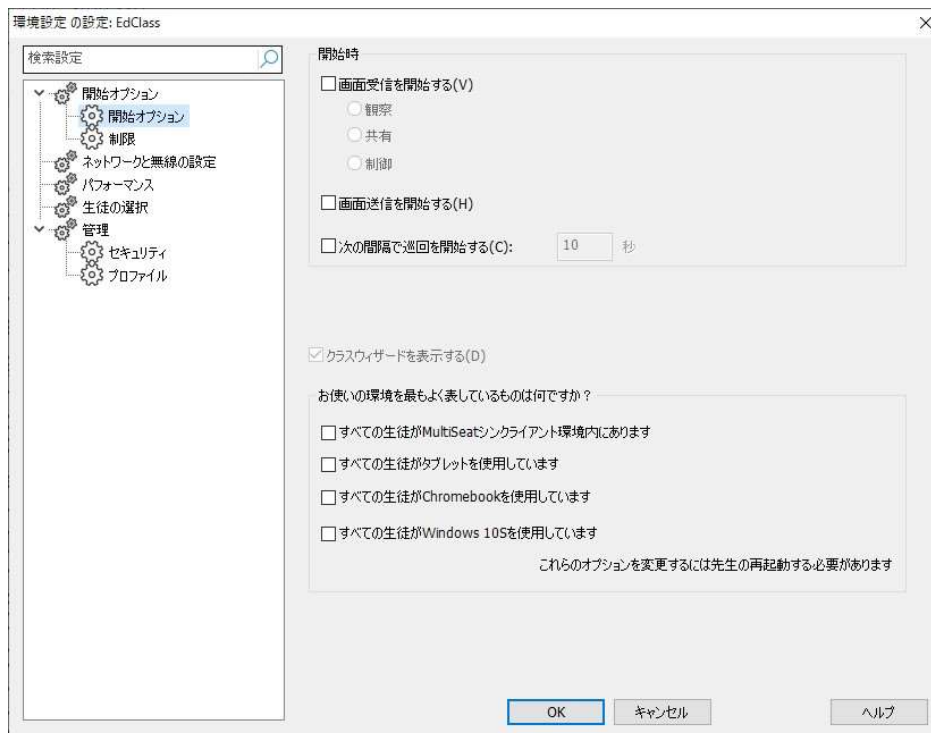 環境設定 の設定: EdClass
検索設定
開始オプション
開始オプション
制限
ネットワークと無線の設定
パフォーマンス
生徒の選択
管理
セキュリティ
プロファイル
開始時
画面受信を開始する(V)
観察
共有
制御
画面送信を開始する(H)
次の間隔で巡回を開始する(C): 10 秒
クラスウィザードを表示する(D)
お使いの環境を最もよく表しているものは何ですか？
すべての生徒がMultiSeatシンクライアント環境内にあります
すべての生徒がタブレットを使用しています
すべての生徒がChromebookを使用しています
すべての生徒がWindows 10Sを使用しています
これらのオプションを変更するには先生の再起動する必要があります
OK キャンセル ヘルプ